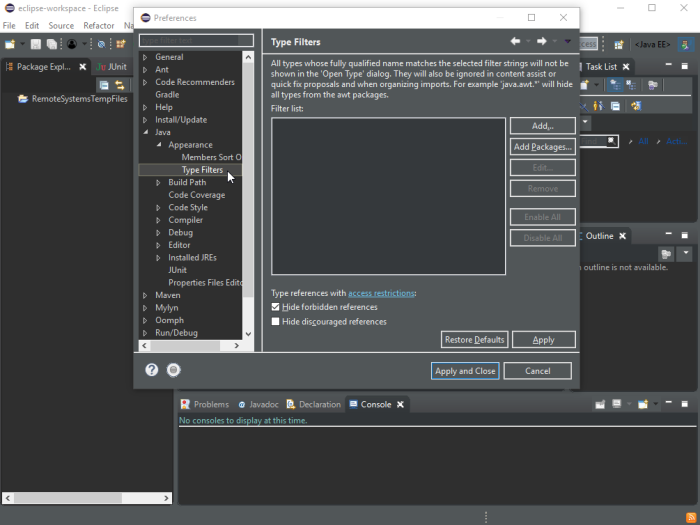 eclipse-workspace - Eclipse
File Edit Source Refactor Na
<Java EE>
Package Expl...
JUnit
RemoteSystemsTempFiles
Preferences
General
Ant
Code Recommenders
Gradle
Help
Install/Update
Java
Appearance
Members Sort O
Type Filters
Build Path
Code Coverage
Code Style
Compiler
Debug
Editor
Installed JREs
JUnit
Properties Files Edito
Maven
Mylyn
Oomph
Run/Debug
Type Filters
All types whose fully qualified name matches the selected filter strings will not be
shown in the 'Open Type' dialog. They will also be ignored in content assist or
quick fix proposals and when organizing imports. For example 'java.awt.*' will hide
all types from the awt packages.
Filter list:
Add...
Add Packages...
Edit...
Remove
Enable All
Disable All
Type references with access restrictions:
Hide forbidden references
Hide discouraged references
Restore Defaults
Apply
Apply and Close
Cancel
Task List
All
Acti...
Outline
outline is not available.
Problems
Javadoc
Declaration
Console
No consoles to display at this time.